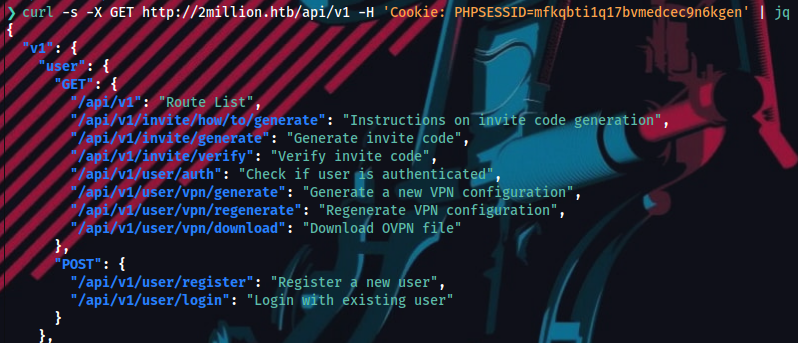 ❯ curl -s -X GET http://2million.htb/api/v1 -H 'Cookie: PHPSESSID=mfkqbti1q17bvmedcec9n6kgen' | jq
{
  "v1": {
    "user": {
      "GET": {
        "/api/v1": "Route List",
        "/api/v1/invite/how/to/generate": "Instructions on invite code generation",
        "/api/v1/invite/generate": "Generate invite code",
        "/api/v1/invite/verify": "Verify invite code",
        "/api/v1/user/auth": "Check if user is authenticated",
        "/api/v1/user/vpn/generate": "Generate a new VPN configuration",
        "/api/v1/user/vpn/regenerate": "Regenerate VPN configuration",
        "/api/v1/user/vpn/download": "Download OVPN file"
      },
      "POST": {
        "/api/v1/user/register": "Register a new user",
        "/api/v1/user/login": "Login with existing user"
      }
    },